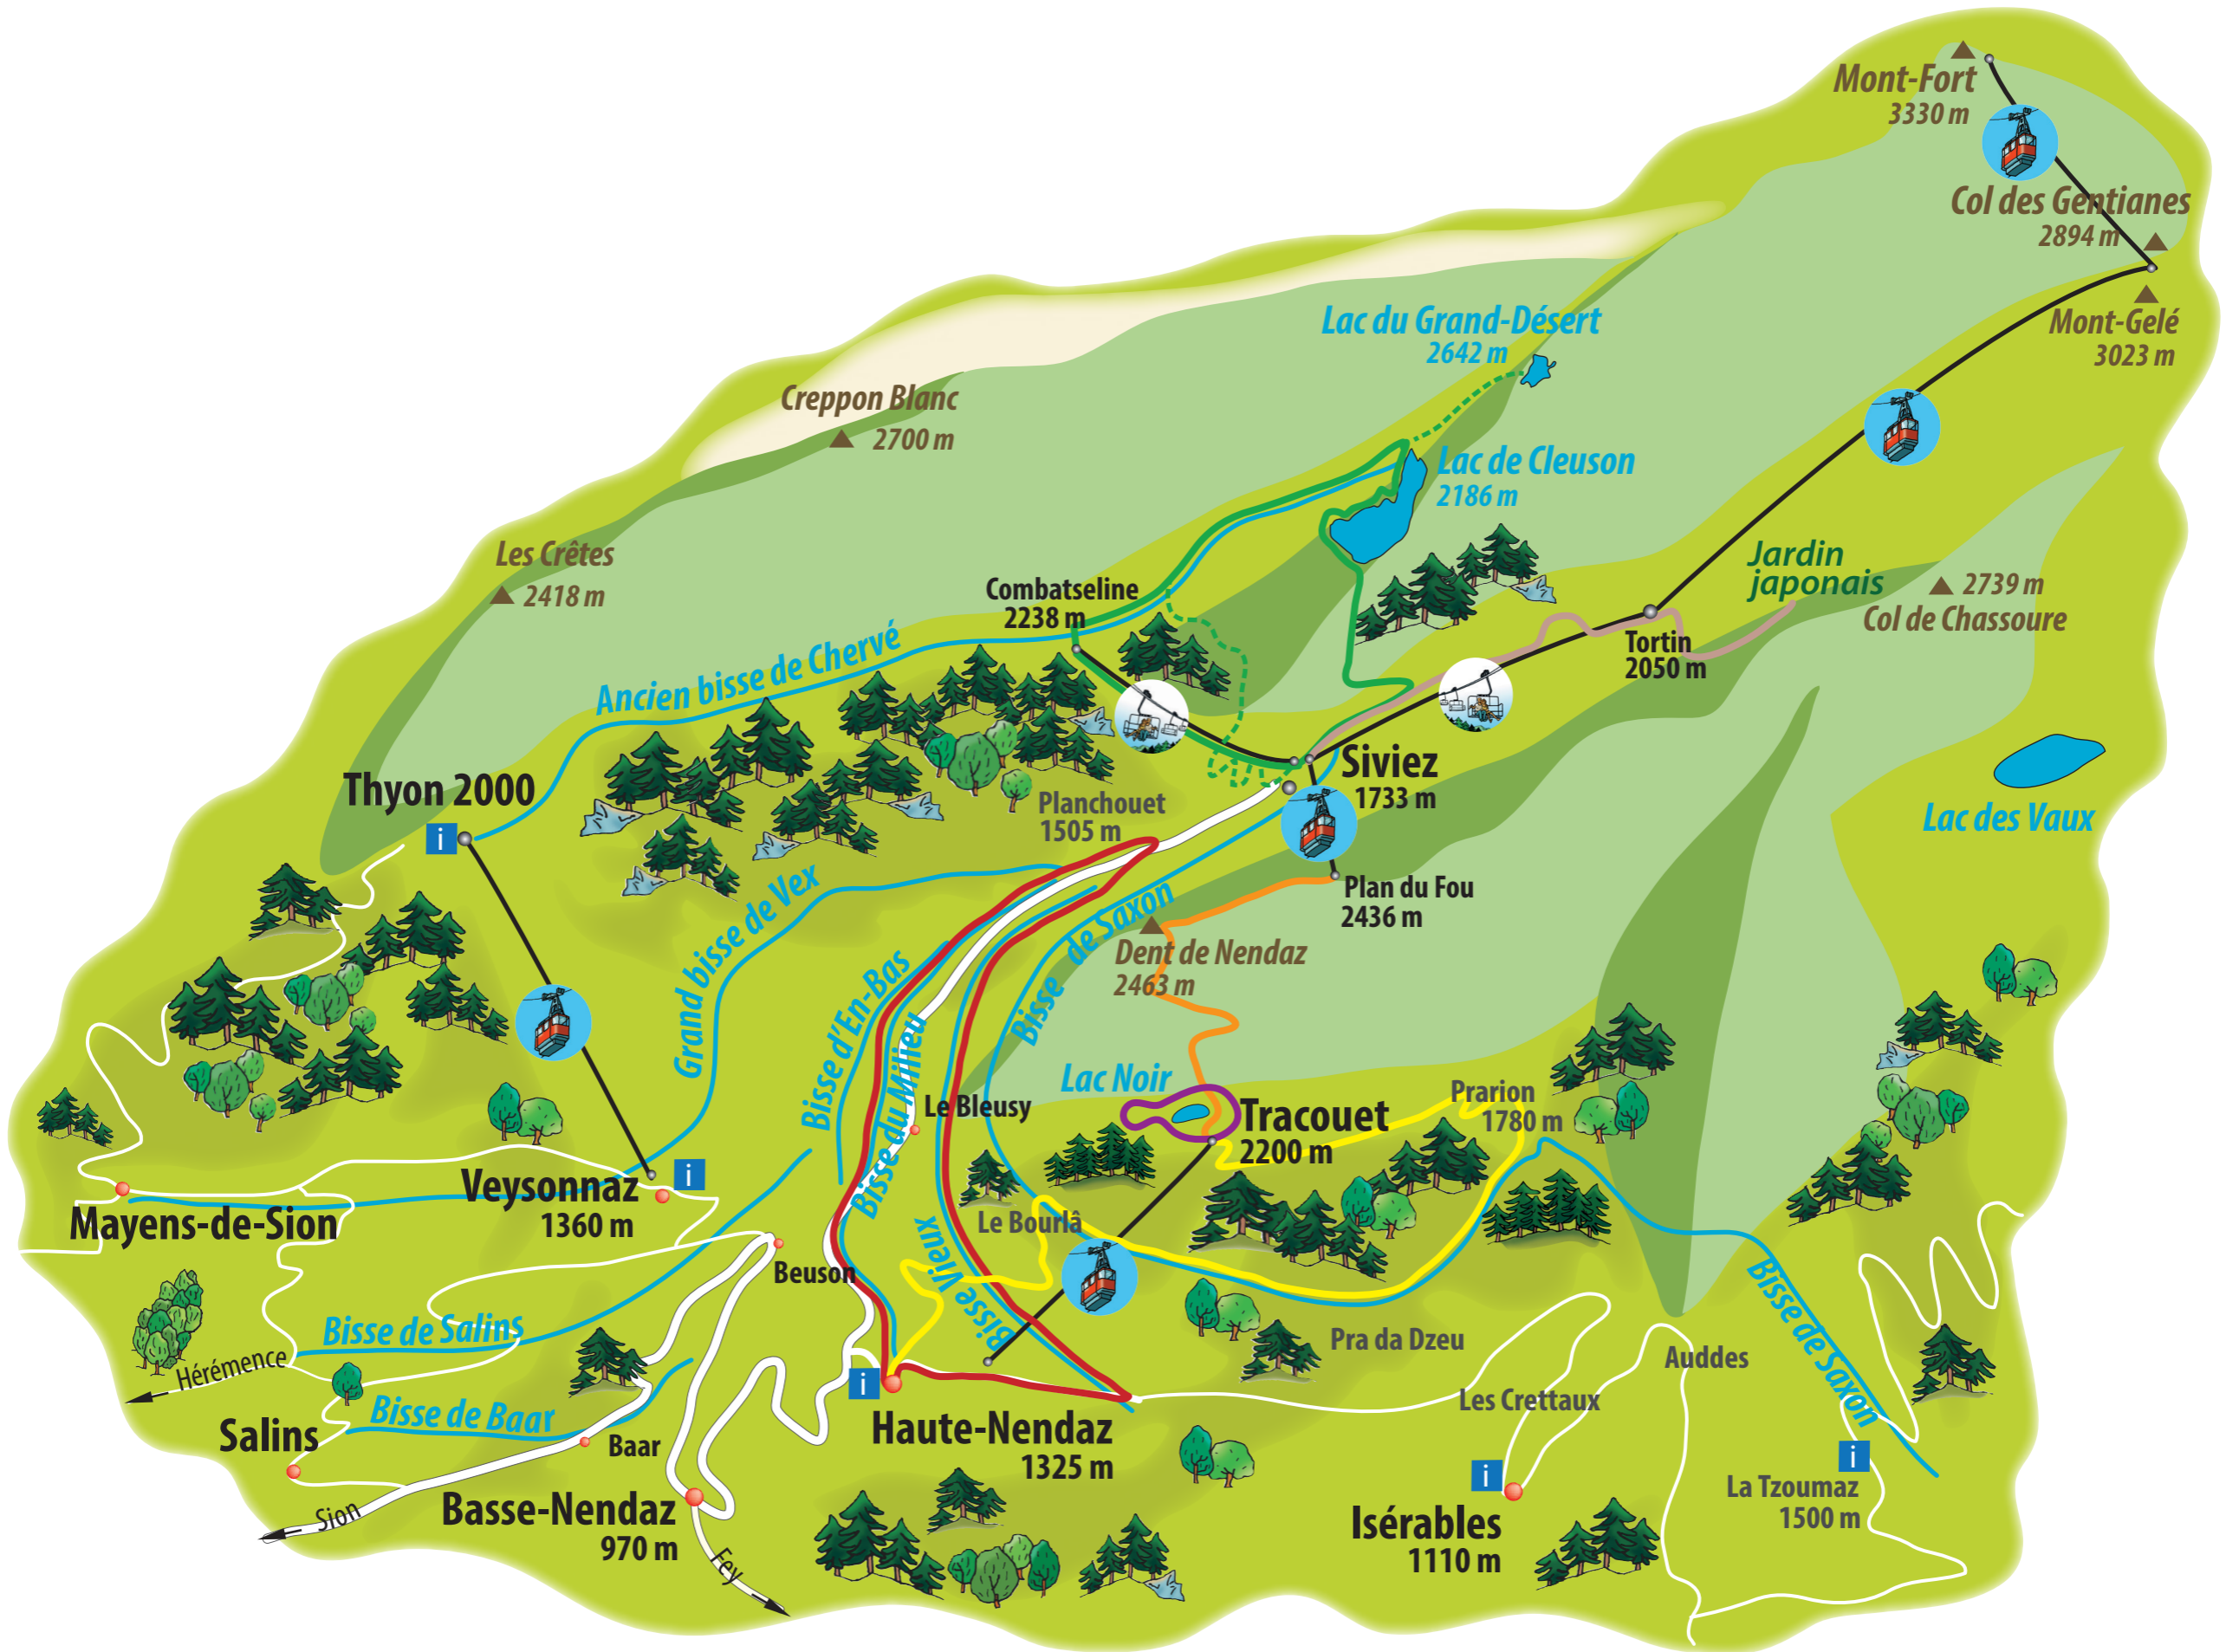 Mont-Fort
3330 m
Col des Gentianes
2894 m
Mont-Gelé
3023 m
Lac du Grand-Désert
2642 m
Creppon Blanc
2700 m
Lac de Cleuson
2186 m
Les Crêtes
2418 m
Jardin
japonais
2739 m
Col de Chassoure
Combatseline
2238 m
Tortin
2050 m
Ancien bisse de Chervé
Siviez
1733 m
Thyon 2000
i
Planchouet
1505 m
Lac des Vaux
Plan du Fou
2436 m
Grand bisse de Vex
Bisse de Saxon
Dent de Nendaz
2463 m
Bisse d'En-Bas
Bisse du Milieu
Lac Noir
Le Bleusy
Tracouet
2200 m
Prarion
1780 m
Veysonnaz
1360 m
i
Mayens-de-Sion
Le Bourlâ
Beuson
Bisse Vieux
Bisse de Saxon
Bisse de Salins
Pra da Dzeu
Auddes
Hérémence
i
Les Crettaux
Bisse de Baar
Salins
Baar
Haute-Nendaz
1325 m
i
i
La Tzoumaz
1500 m
Sion
Basse-Nendaz
970 m
Fey
Isérables
1110 m